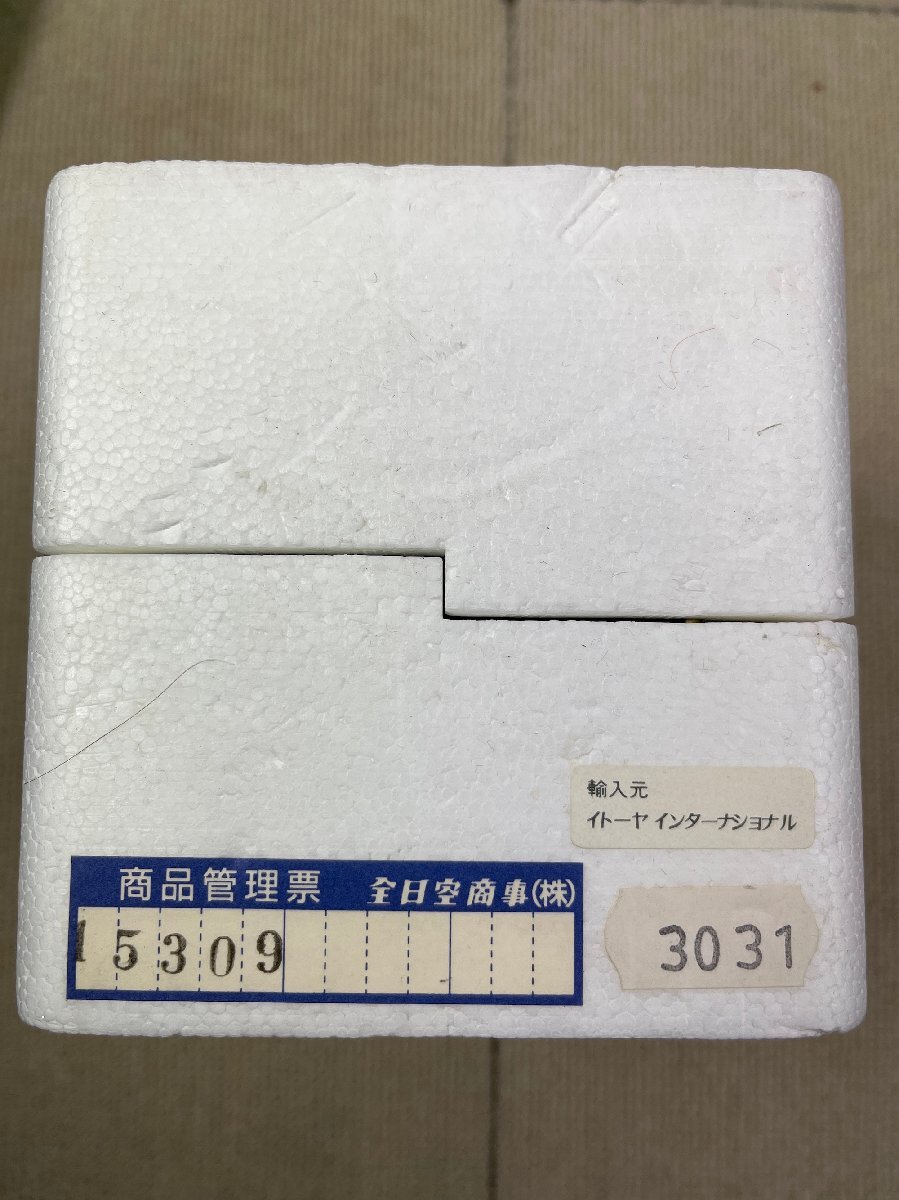 輸入元
イトーヤ インターナショナル
商品管理票 全日空商事(株)
15309
3031